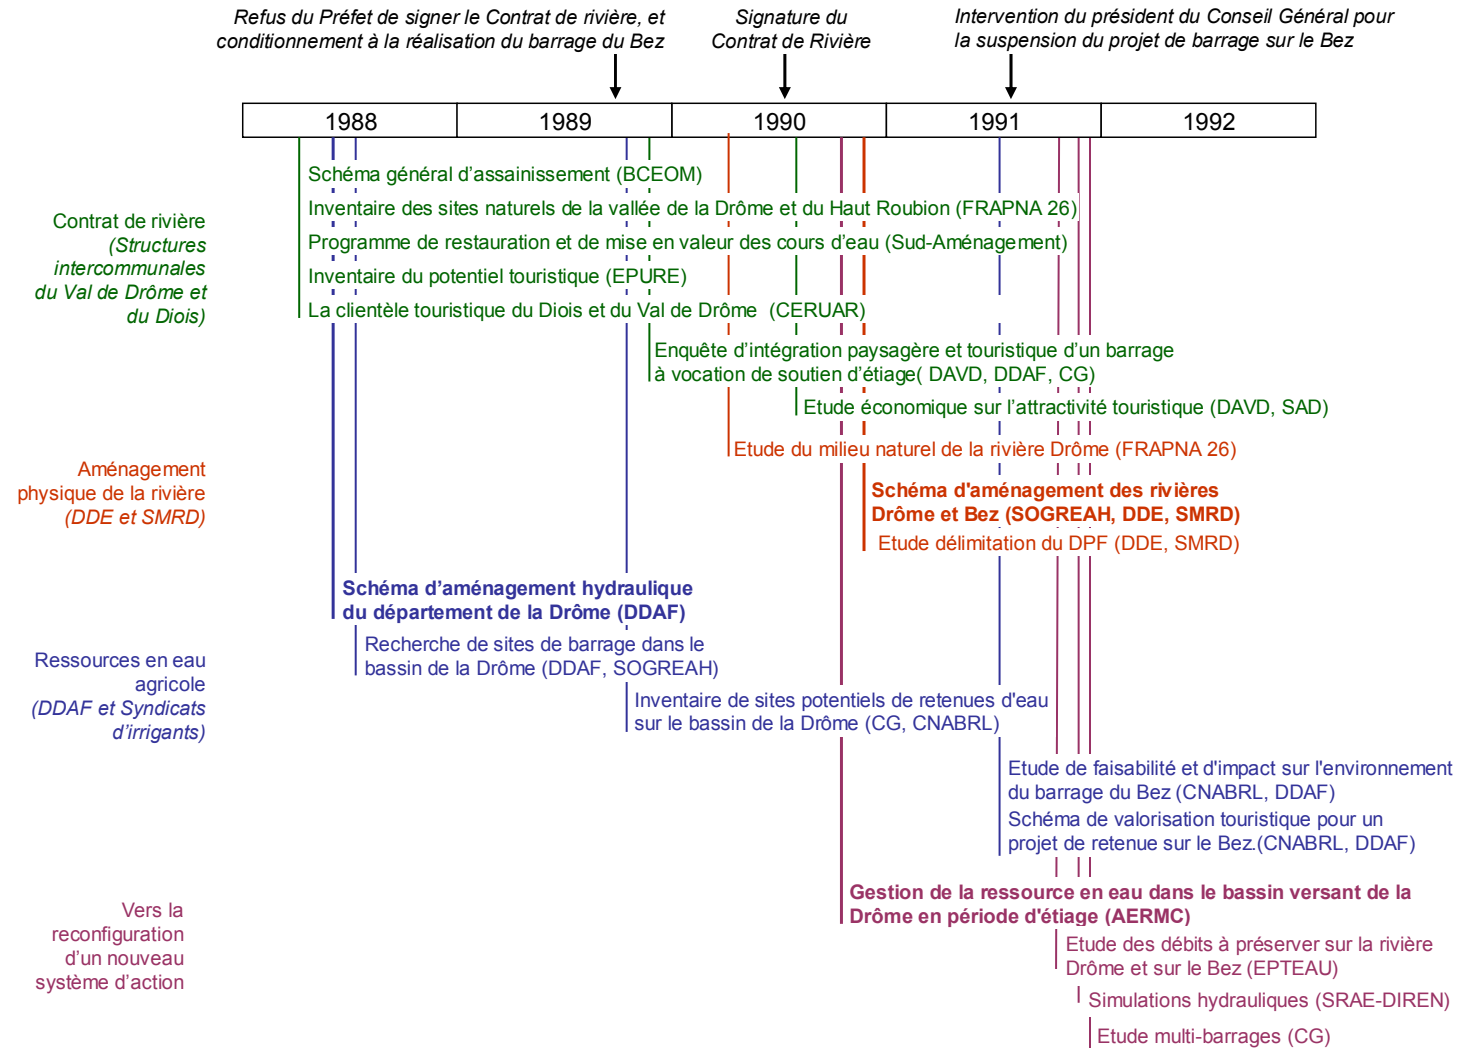 Refus du Préfet de signer le Contrat de rivière, et
conditionnement à la réalisation du barrage du Bez
Signature du
Contrat de Rivière
Intervention du président du Conseil Général pour
la suspension du projet de barrage sur le Bez
1988
1989
1990
1991
1992
Contrat de rivière
(Structures
intercommunales
du Val de Drôme et
du Diois)
Schéma général d'assainissement (BCEOM)
Inventaire des sites naturels de la vallée de la Drôme et du Haut Roubion (FRAPNA 26)
Programme de restauration et de mise en valeur des cours d'eau (Sud-Aménagement)
Inventaire du potentiel touristique (EPURE)
La clientèle touristique du Diois et du Val de Drôme (CERUAR)
Enquête d'intégration paysagère et touristique d'un barrage
à vocation de soutien d'étiage( DAVD, DDAF, CG)
Etude économique sur l'attractivité touristique (DAVD, SAD)
Aménagement
physique de la rivière
(DDE et SMRD)
Etude du milieu naturel de la rivière Drôme (FRAPNA 26)
Schéma d'aménagement des rivières
Drôme et Bez (SOGREAH, DDE, SMRD)
Etude délimitation du DPF (DDE, SMRD)
Ressources en eau
agricole
(DDAF et Syndicats
d'irrigants)
Schéma d'aménagement hydraulique
du département de la Drôme (DDAF)
Recherche de sites de barrage dans le
bassin de la Drôme (DDAF, SOGREAH)
Inventaire de sites potentiels de retenues d'eau
sur le bassin de la Drôme (CG, CNABRL)
Etude de faisabilité et d'impact sur l'environnement
du barrage du Bez (CNABRL, DDAF)
Schéma de valorisation touristique pour un
projet de retenue sur le Bez.(CNABRL, DDAF)
Vers la
reconfiguration
d'un nouveau
système d'action
Gestion de la ressource en eau dans le bassin versant de la
Drôme en période d'étiage (AERMC)
Etude des débits à préserver sur la rivière
Drôme et sur le Bez (EPTEAU)
Simulations hydrauliques (SRAE-DIREN)
Etude multi-barrages (CG)